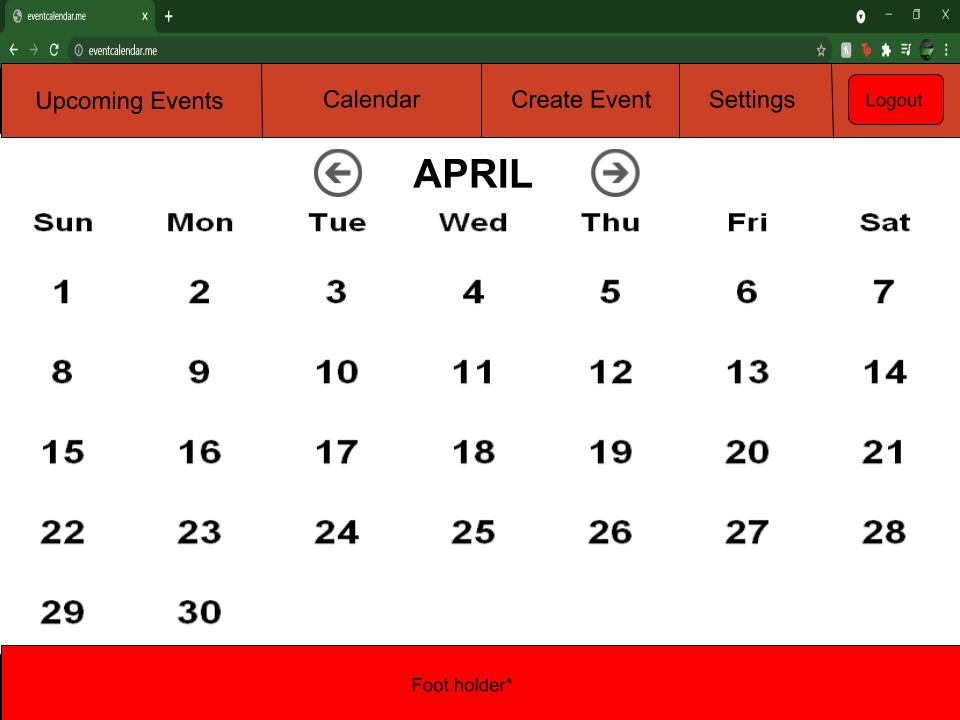 eventcalendar.me x +
eventcalendar.me
Upcoming Events Calendar Create Event Settings Logout
APRIL
Sun Mon Tue Wed Thu Fri Sat
1 2 3 4 5 6 7
8 9 10 11 12 13 14
15 16 17 18 19 20 21
22 23 24 25 26 27 28
29 30
Foot holder*